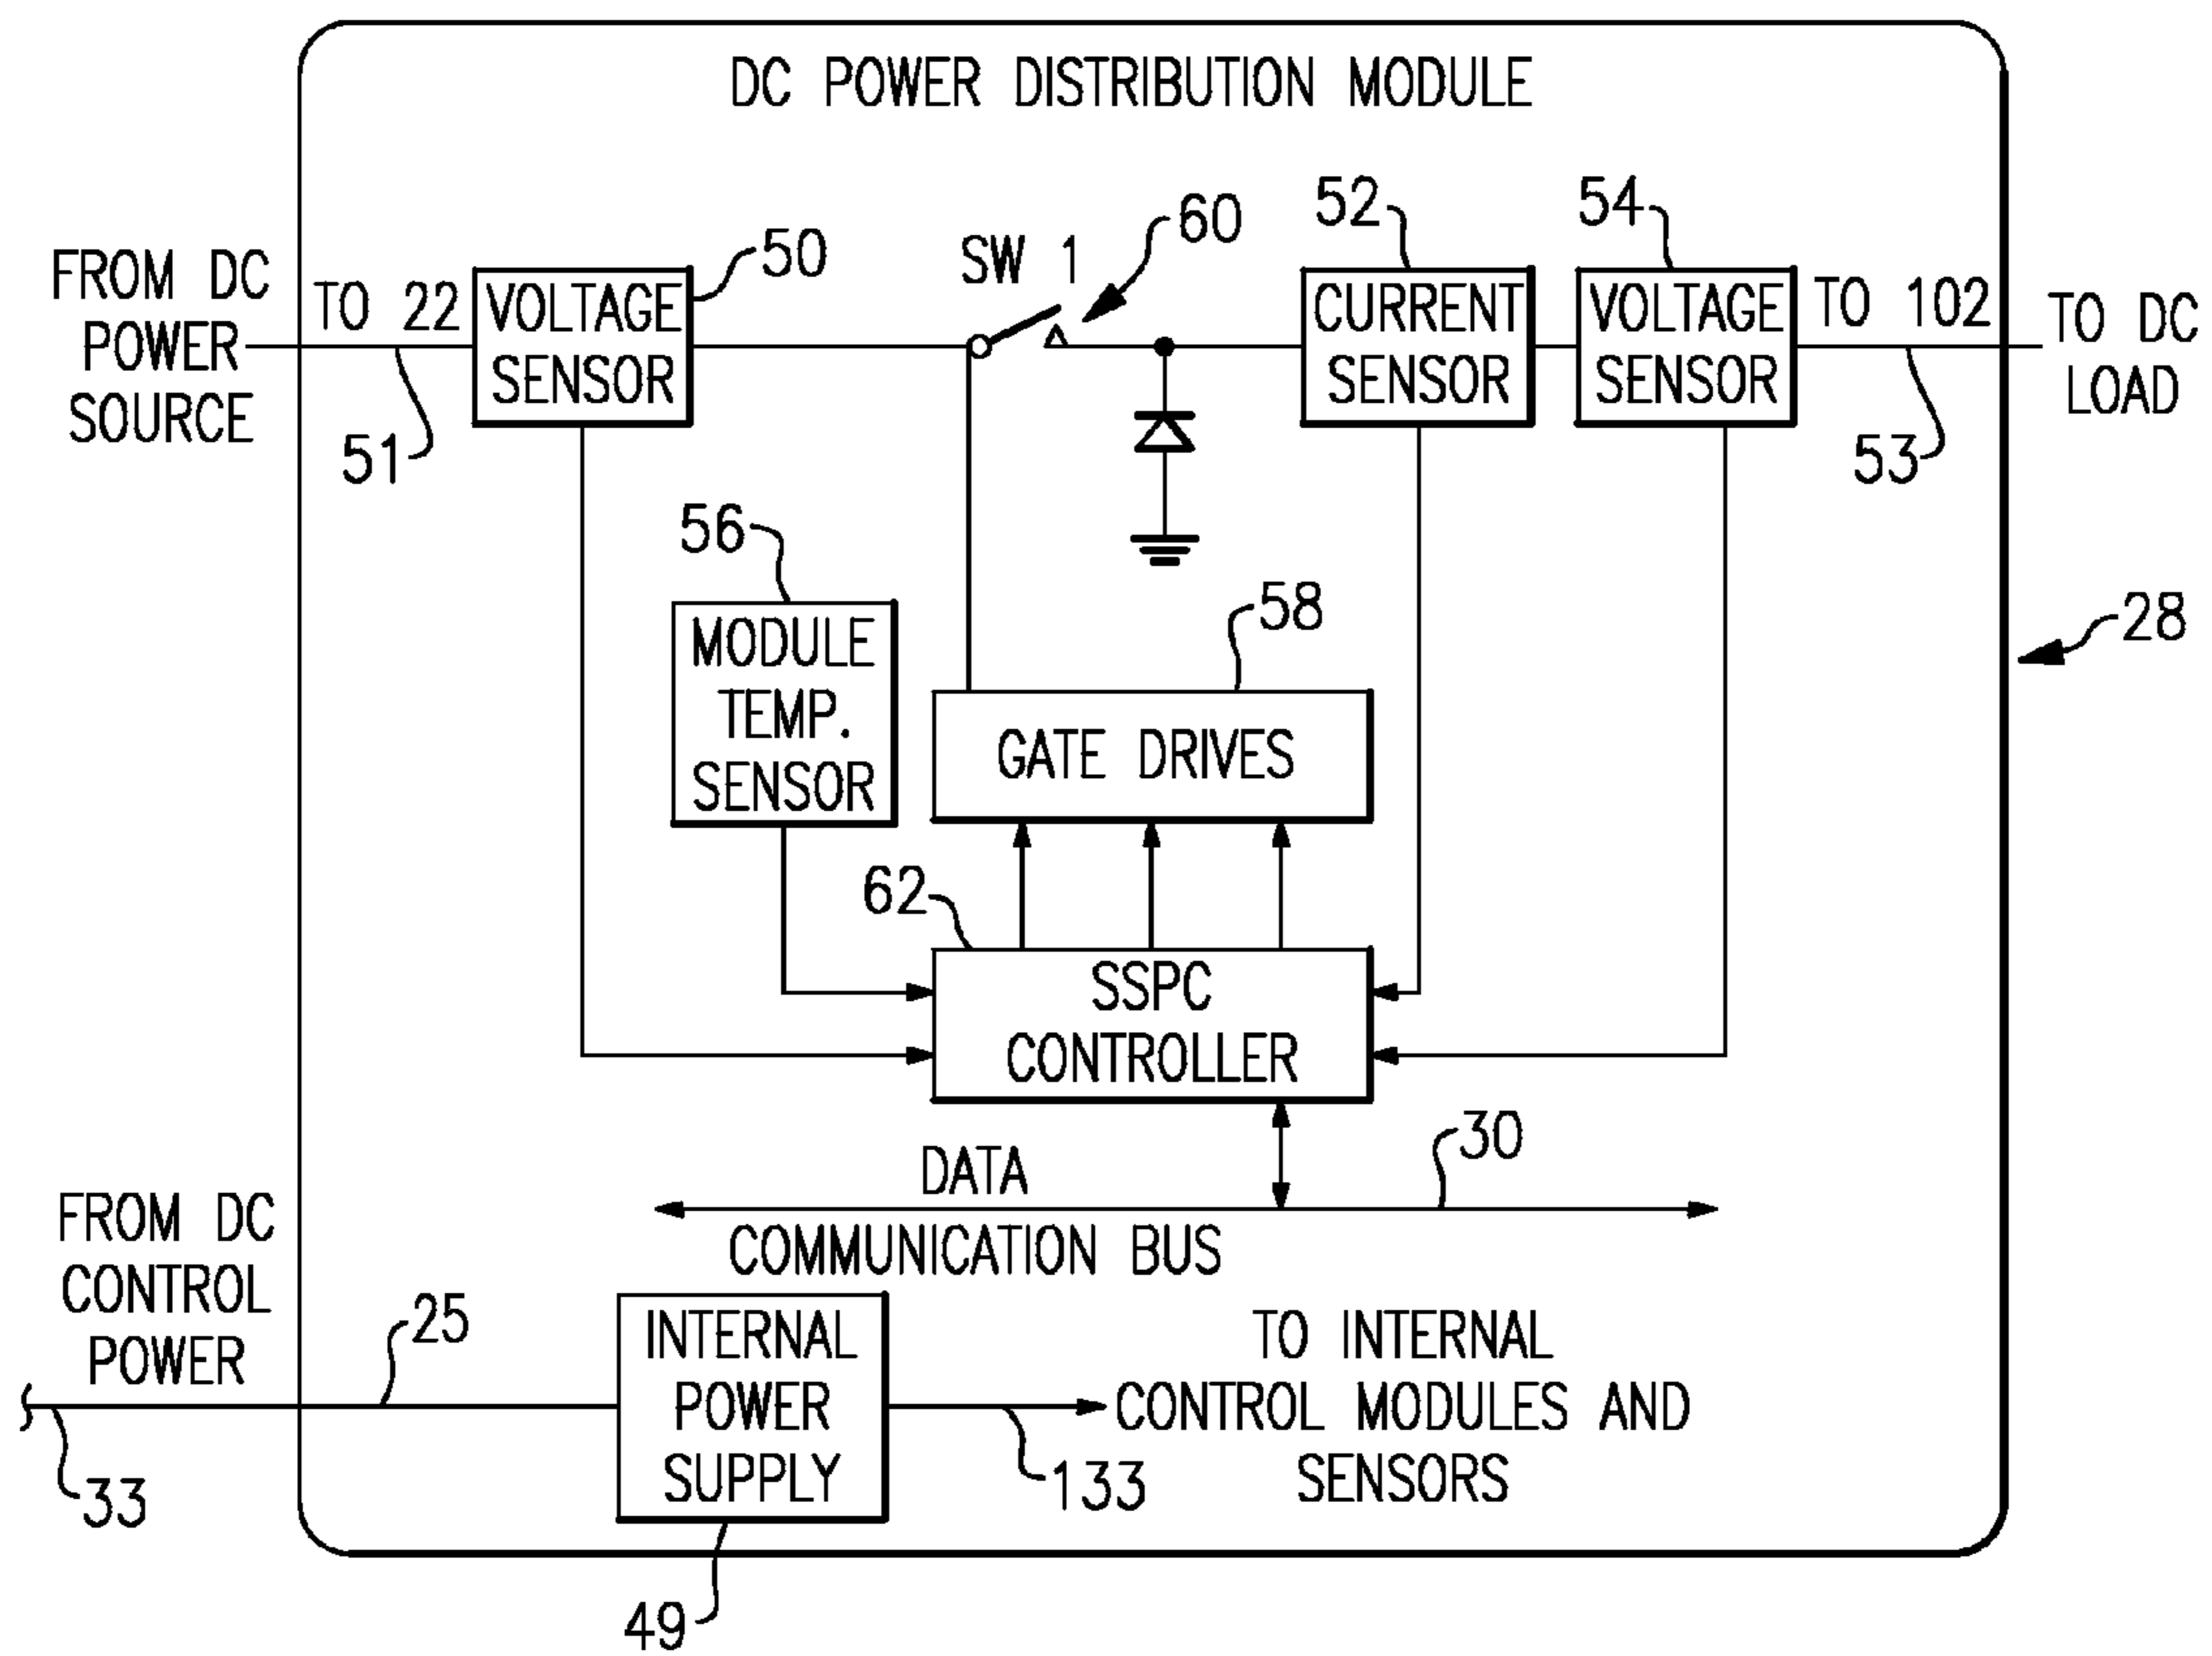 DC POWER DISTRIBUTION MODULE
52
54
60
50
SW 1
FROM DC
POWER
SOURCE
TO 22
VOLTAGE
SENSOR
CURRENT
SENSOR
VOLTAGE
SENSOR
TO 102
TO DC
LOAD
51
53
56
58
28
MODULE
TEMP.
SENSOR
GATE DRIVES
62
SSPC
CONTROLLER
30
DATA
COMMUNICATION BUS
FROM DC
CONTROL
POWER
25
INTERNAL
POWER
SUPPLY
TO INTERNAL
CONTROL MODULES AND
SENSORS
33
133
49